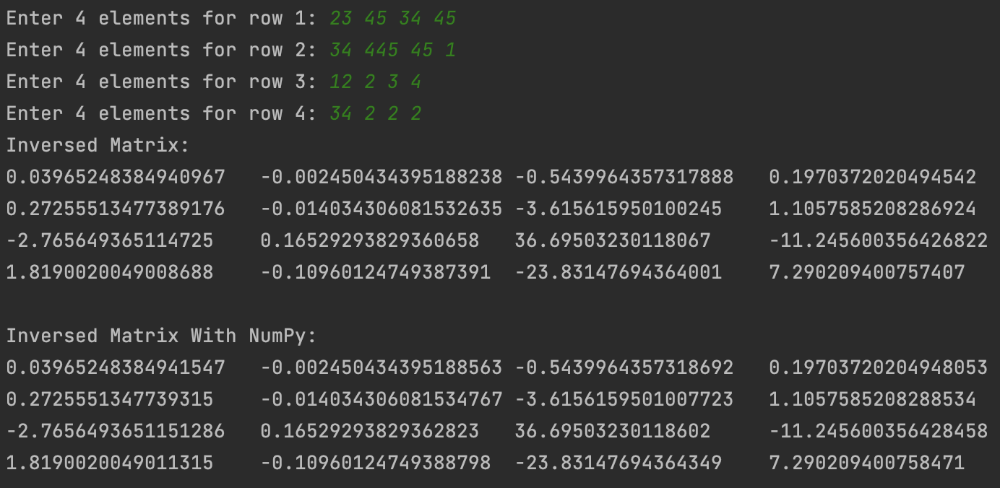 Enter 4 elements for row 1: 23 45 34 45
Enter 4 elements for row 2: 34 445 45 1
Enter 4 elements for row 3: 12 2 3 4
Enter 4 elements for row 4: 34 2 2 2
Inversed Matrix:
0.03965248384940967 -0.002450434395188238 -0.5439964357317888 0.1970372020494542
0.27255513477389176 -0.014034306081532635 -3.615615950100245 1.1057585208286924
-2.765649365114725 0.16529293829360658 36.69503230118067 -11.245600356426822
1.8190020049008688 -0.10960124749387391 -23.83147694364001 7.290209400757407
Inversed Matrix With NumPy:
0.03965248384941547 -0.002450434395188563 -0.5439964357318692 0.19703720204948053
0.2725551347739315 -0.014034306081534767 -3.6156159501007723 1.1057585208288534
-2.7656493651151286 0.16529293829362823 36.69503230118602 -11.245600356428458
1.8190020049011315 -0.10960124749388798 -23.83147694364349 7.290209400758471